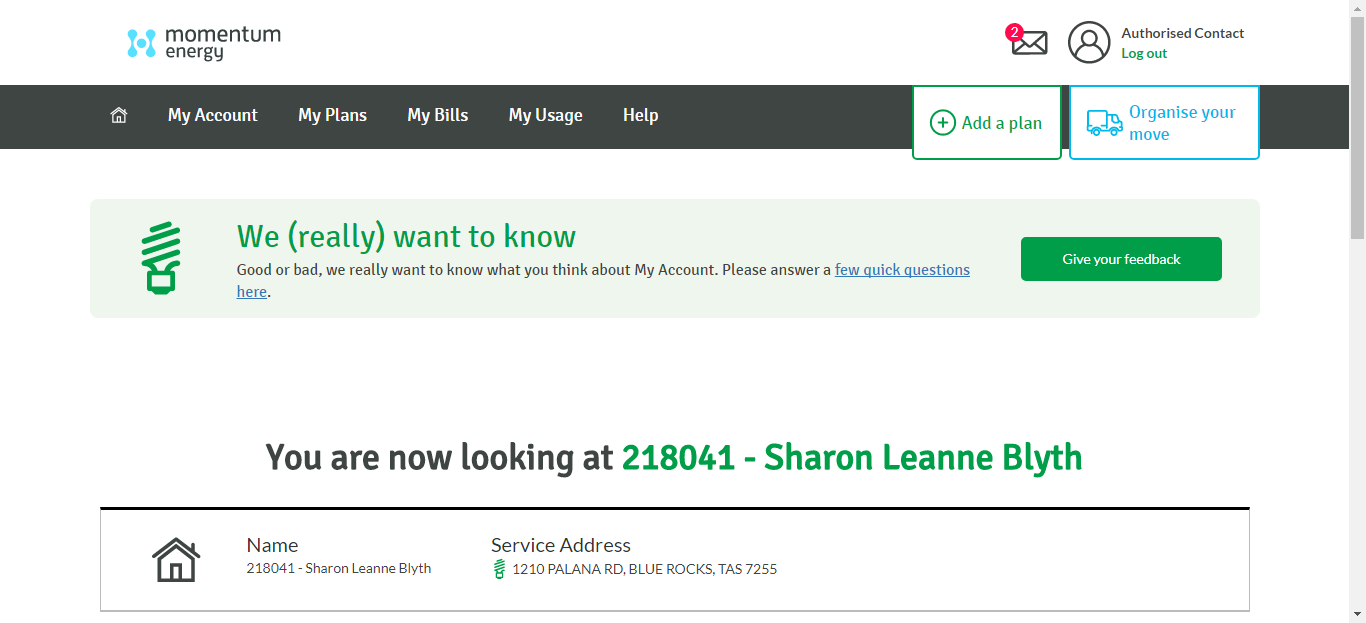 momentum
energy
2
Authorised Contact
Log out
My Account
My Plans
My Bills
My Usage
Help
Add a plan
Organise your
move
We (really) want to know
Good or bad, we really want to know what you think about My Account. Please answer a few quick questions
here.
Give your feedback
You are now looking at 218041 - Sharon Leanne Blyth
Name
218041 - Sharon Leanne Blyth
Service Address
1210 PALANA RD, BLUE ROCKS, TAS 7255